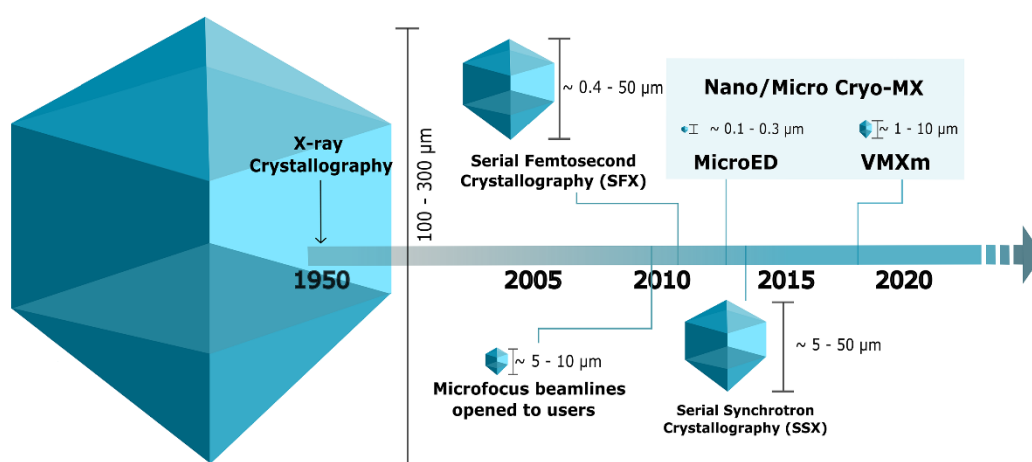 X-ray
Crystallography
100 - 300 µm
~ 0.4 - 50 µm
Serial Femtosecond
Crystallography (SFX)
Nano/Micro Cryo-MX
~ 0.1 - 0.3 µm
MicroED
~ 1 - 10 µm
VMXm
1950
2005
2010
2015
2020
~ 5 - 10 µm
Microfocus beamlines
opened to users
~ 5 - 50 µm
Serial Synchrotron
Crystallography (SSX)